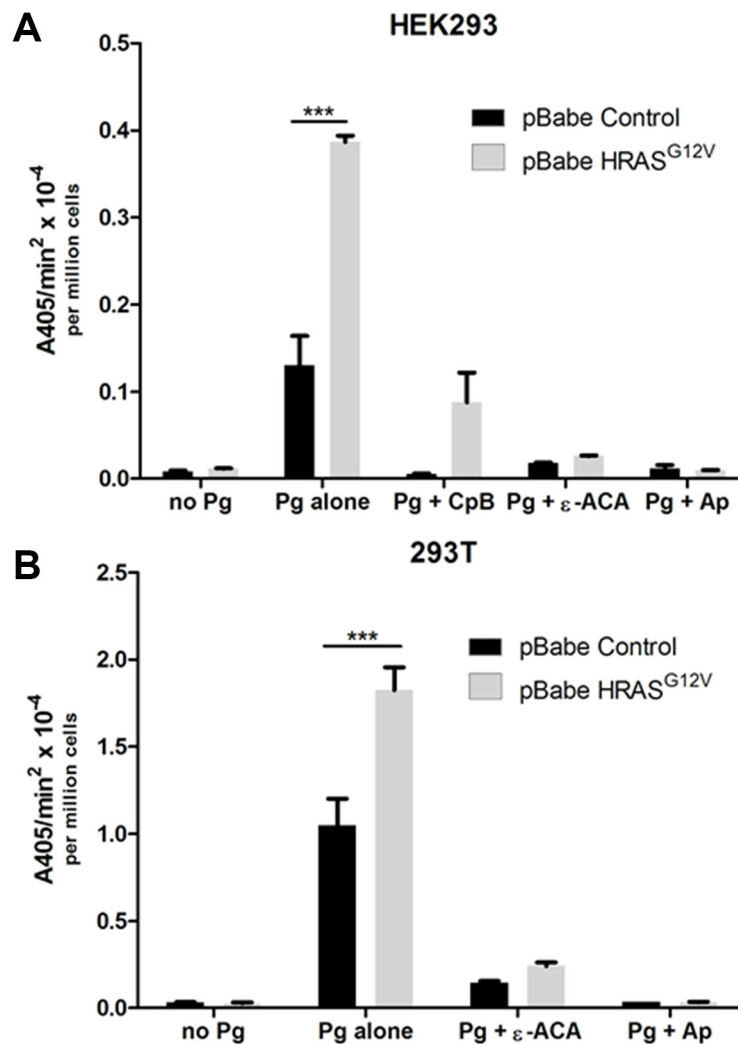 A
HEK293
0.5
0.4
0.3
0.2
0.1
0.0
A405/min² x 10⁻⁴
per million cells
***
pBabe Control
pBabe HRASᴳ¹²ⱽ
no Pg
Pg alone
Pg + CpB
Pg + ε-ACA
Pg + Ap
B
293T
2.5
2.0
1.5
1.0
0.5
0.0
A405/min² x 10⁻⁴
per million cells
***
pBabe Control
pBabe HRASᴳ¹²ⱽ
no Pg
Pg alone
Pg + ε-ACA
Pg + Ap